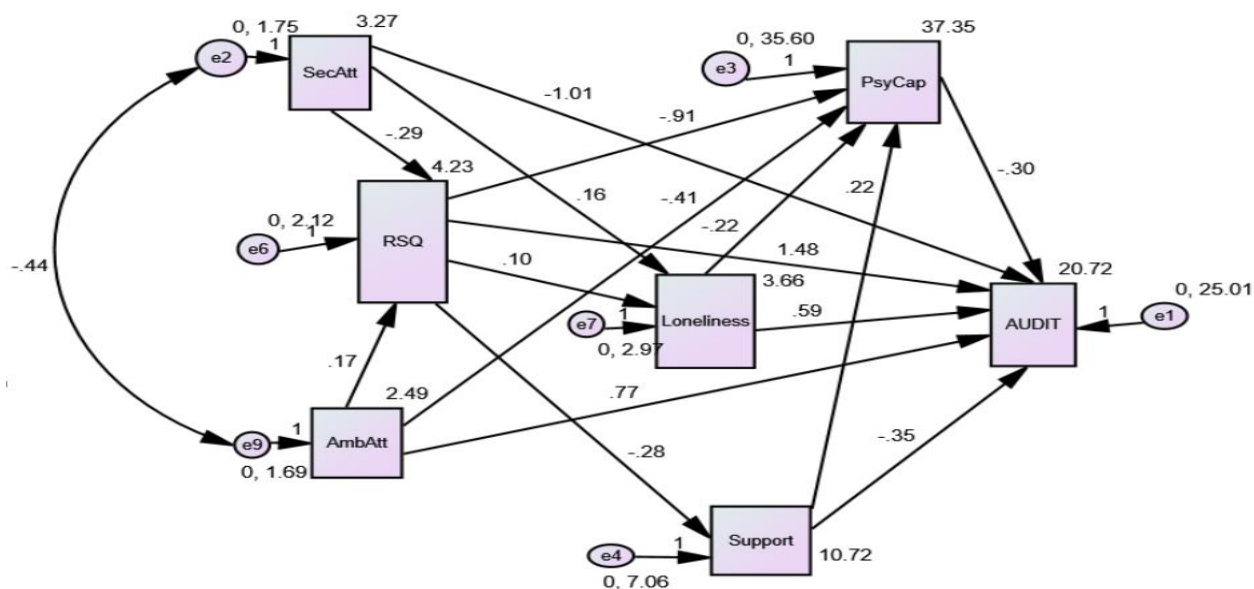 0, 1.75
3.27
e2
1
SecAtt
37.35
0, 35.60
e3
1
PsyCap
-1.01
-.91
-.29
4.23
.16
-.41
.22
-.30
-.22
0, 2.12
e6
1
RSQ
1.48
.10
-.44
3.66
20.72
0, 25.01
e7
1
Loneliness
.59
AUDIT
1
e1
0, 2.97
.17
2.49
.77
e9
1
AmbAtt
0, 1.69
-.28
-.35
e4
1
Support
10.72
0, 7.06